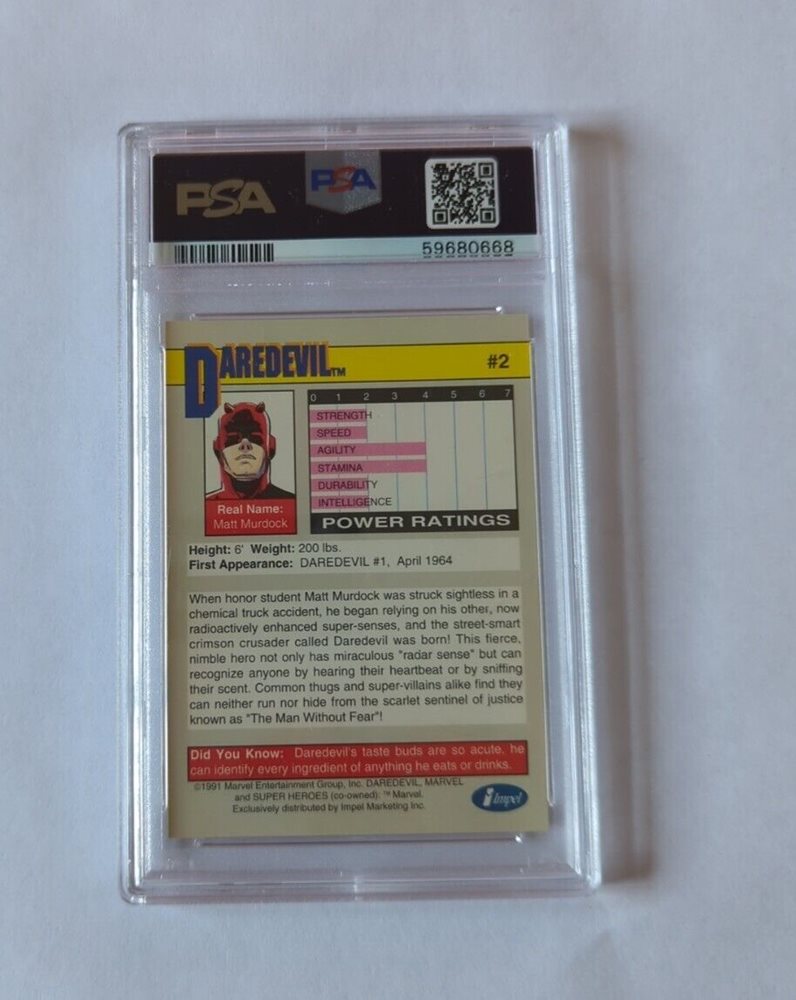 PSA
PSA
59680668
DAREDEVIL™
#2
0 1 2 3 4 5 6 7
STRENGTH
SPEED
AGILITY
STAMINA
DURABILITY
INTELLIGENCE
POWER RATINGS
Real Name:
Matt Murdock
Height: 6' Weight: 200 lbs.
First Appearance: DAREDEVIL #1, April 1964
When honor student Matt Murdock was struck sightless in a
chemical truck accident, he began relying on his other, now
radioactively enhanced super-senses, and the street-smart
crimson crusader called Daredevil was born! This fierce,
nimble hero not only has miraculous "radar sense" but can
recognize anyone by hearing their heartbeat or by sniffing
their scent. Common thugs and super-villains alike find they
can neither run nor hide from the scarlet sentinel of justice
known as "The Man Without Fear"!
Did You Know: Daredevil's taste buds are so acute, he
can identify every ingredient of anything he eats or drinks.
©1991 Marvel Entertainment Group, Inc. DAREDEVIL, MARVEL
and SUPER HEROES (co-owned): ™ Marvel.
Exclusively distributed by Impel Marketing Inc.
impel